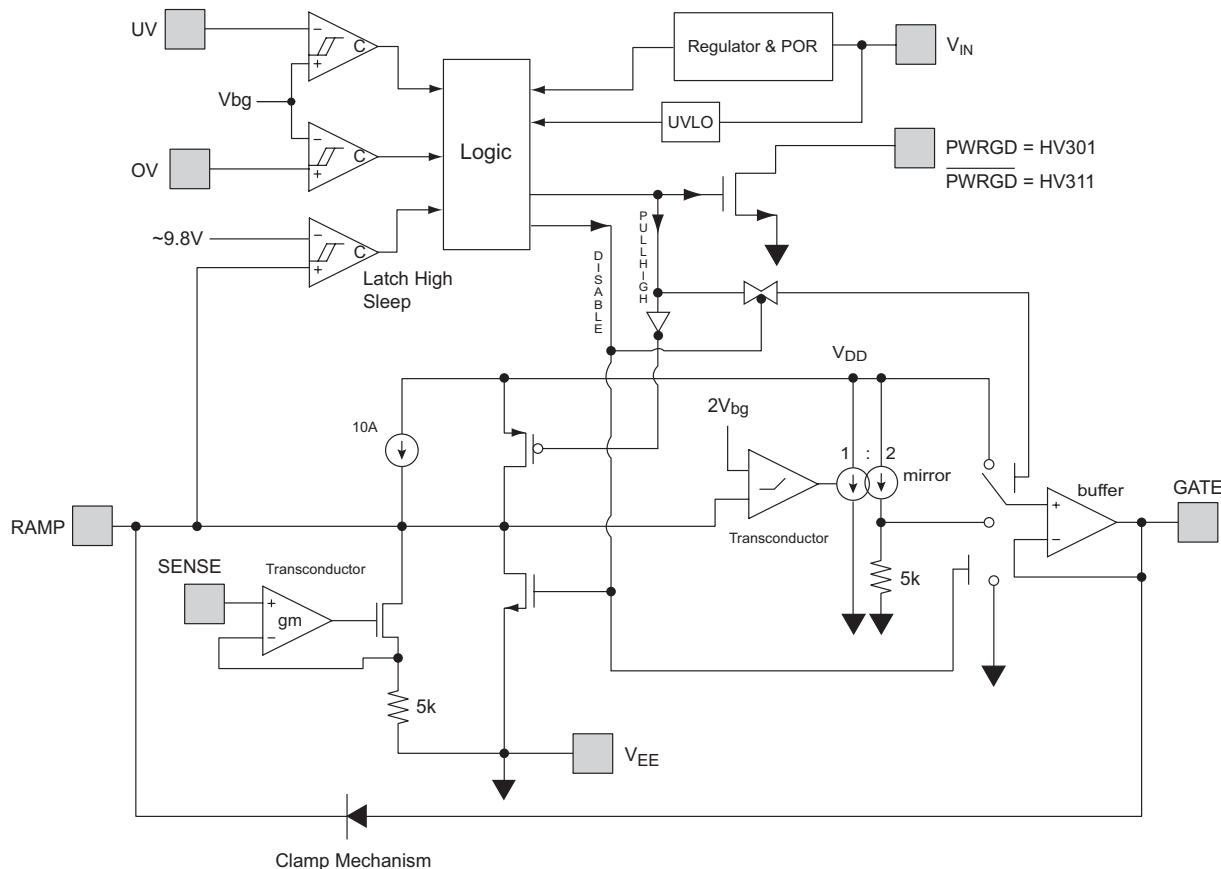 UV
Vbg
OV
~9.8V
C
C
C
Latch High
Sleep
Logic
Regulator & POR
VIN
UVLO
PWRGD = HV301
P̅W̅R̅G̅D̅ = HV311
PULLHIGH
DISABLE
VDD
10A
2Vbg
1 : 2
mirror
buffer
GATE
RAMP
Transconductor
SENSE
Transconductor
gm
5k
5k
VEE
Clamp Mechanism